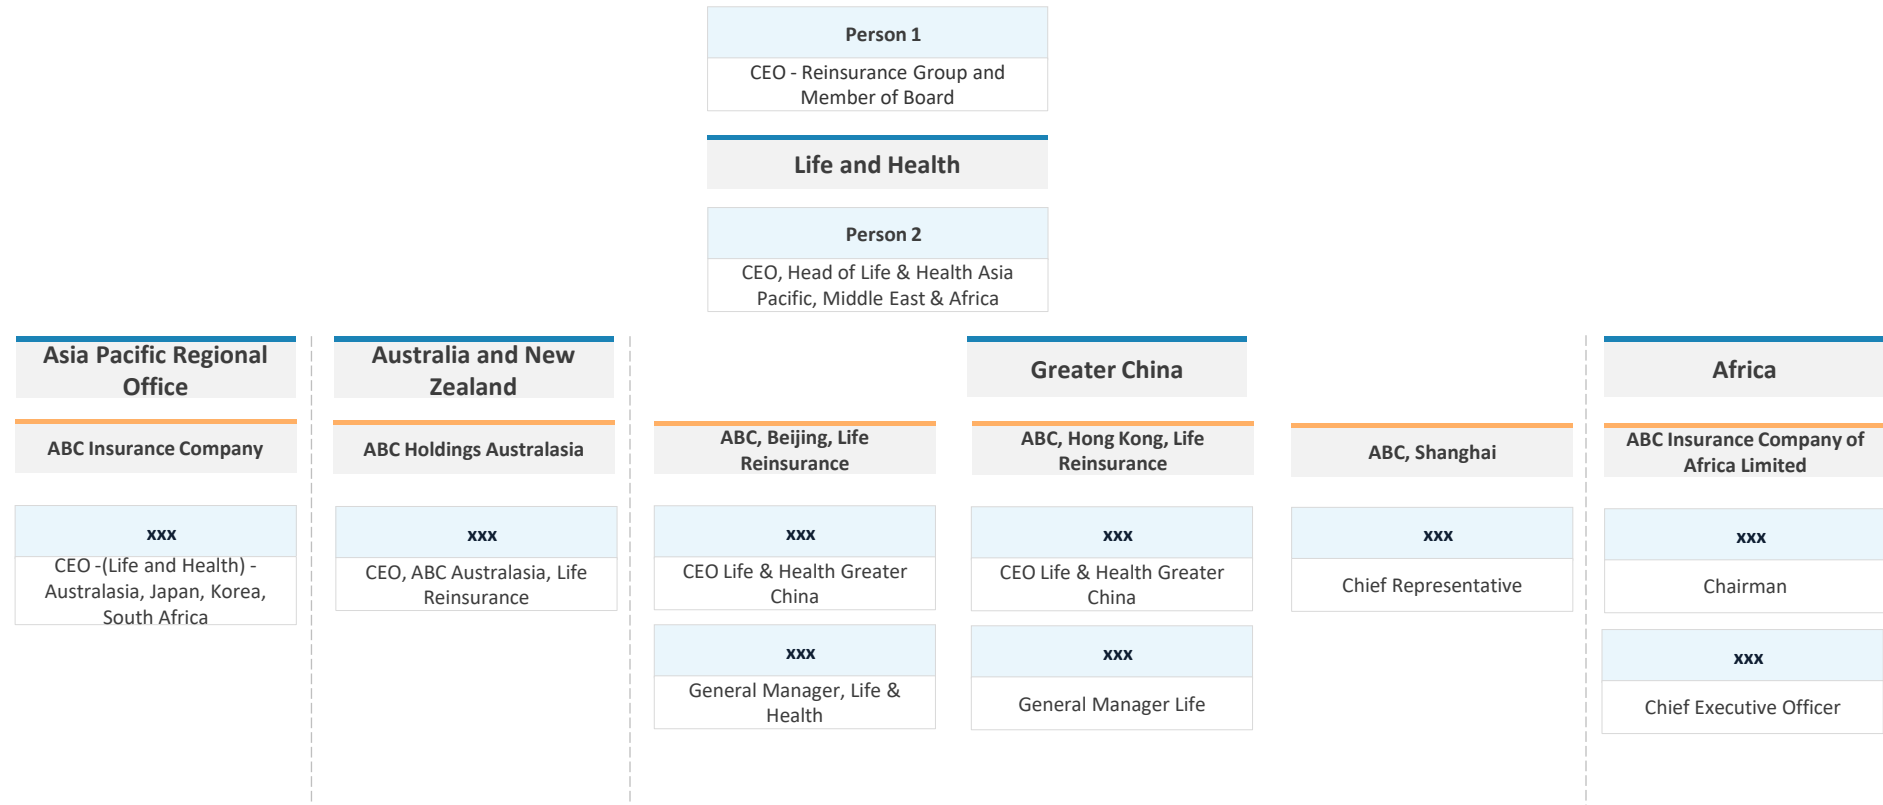 Person 1
CEO - Reinsurance Group and
Member of Board
Life and Health
Person 2
CEO, Head of Life & Health Asia
Pacific, Middle East & Africa
Asia Pacific Regional
Office
Australia and New
Zealand
Greater China
Africa
ABC Insurance Company
ABC Holdings Australasia
ABC, Beijing, Life
Reinsurance
ABC, Hong Kong, Life
Reinsurance
ABC, Shanghai
ABC Insurance Company of
Africa Limited
xxx
CEO -(Life and Health) -
Australasia, Japan, Korea,
South Africa
xxx
CEO, ABC Australasia, Life
Reinsurance
xxx
CEO Life & Health Greater
China
xxx
CEO Life & Health Greater
China
xxx
Chief Representative
xxx
Chairman
xxx
General Manager, Life &
Health
xxx
General Manager Life
xxx
Chief Executive Officer